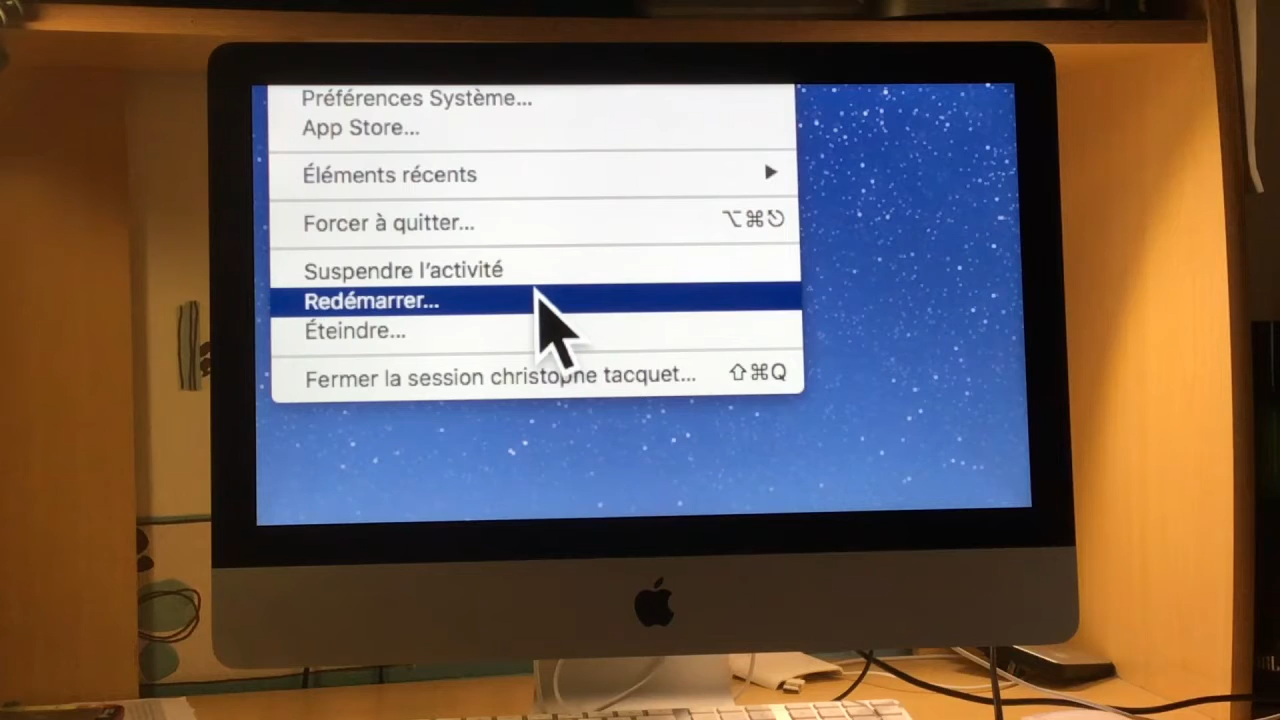 Préférences Système...
App Store...
Éléments récents ▶
Forcer à quitter... ⌥⌘⎋
Suspendre l’activité
Redémarrer...
Éteindre...
Fermer la session christophe tacquet... ⇧⌘Q